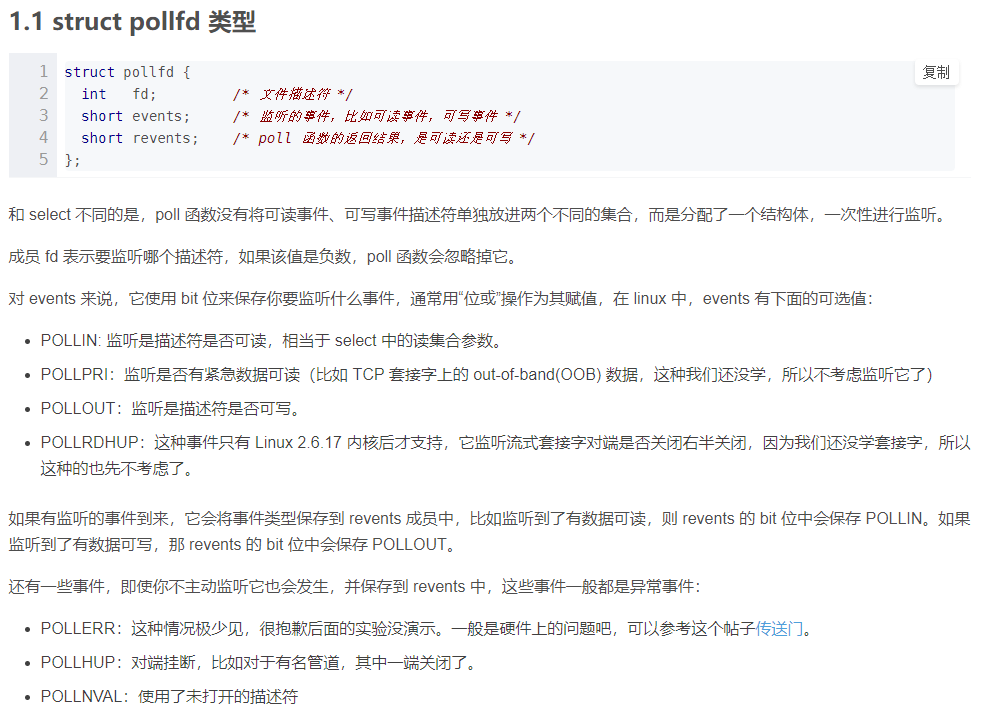 1.1 struct pollfd 类型
复制
1 struct pollfd {
2 int fd; /* 文件描述符 */
3 short events; /* 监听的事件，比如可读事件，可写事件 */
4 short revents; /* poll 函数的返回结果，是可读还是可写 */
5 };
和 select 不同的是，poll 函数没有将可读事件、可写事件描述符单独放进两个不同的集合，而是分配了一个结构体，一次性进行监听。
成员 fd 表示要监听哪个描述符，如果该值是负数，poll 函数会忽略掉它。
对 events 来说，它使用 bit 位来保存你要监听什么事件，通常用“位或”操作为其赋值，在 linux 中，events 有下面的可选值：
• POLLIN: 监听是描述符是否可读，相当于 select 中的读集合参数。
• POLLPRI：监听是否有紧急数据可读（比如 TCP 套接字上的 out-of-band(OOB) 数据，这种我们还没学，所以不考虑监听它了）
• POLLOUT：监听是描述符是否可写。
• POLLRDHUP：这种事件只有 Linux 2.6.17 内核后才支持，它监听流式套接字对端是否关闭右半关闭，因为我们还没学套接字，所以
这种的也先不考虑了。
如果有监听的事件到来，它会将事件类型保存到 revents 成员中，比如监听到了有数据可读，则 revents 的 bit 位中会保存 POLLIN。如果
监听到了有数据可写，那 revents 的 bit 位中会保存 POLLOUT。
还有一些事件，即使你不主动监听它也会发生，并保存到 revents 中，这些事件一般都是异常事件：
• POLLERR：这种情况极少见，很抱歉后面的实验没演示。一般是硬件上的问题吧，可以参考这个帖子传送门。
• POLLHUP：对端挂断，比如对于有名管道，其中一端关闭了。
• POLLNVAL：使用了未打开的描述符